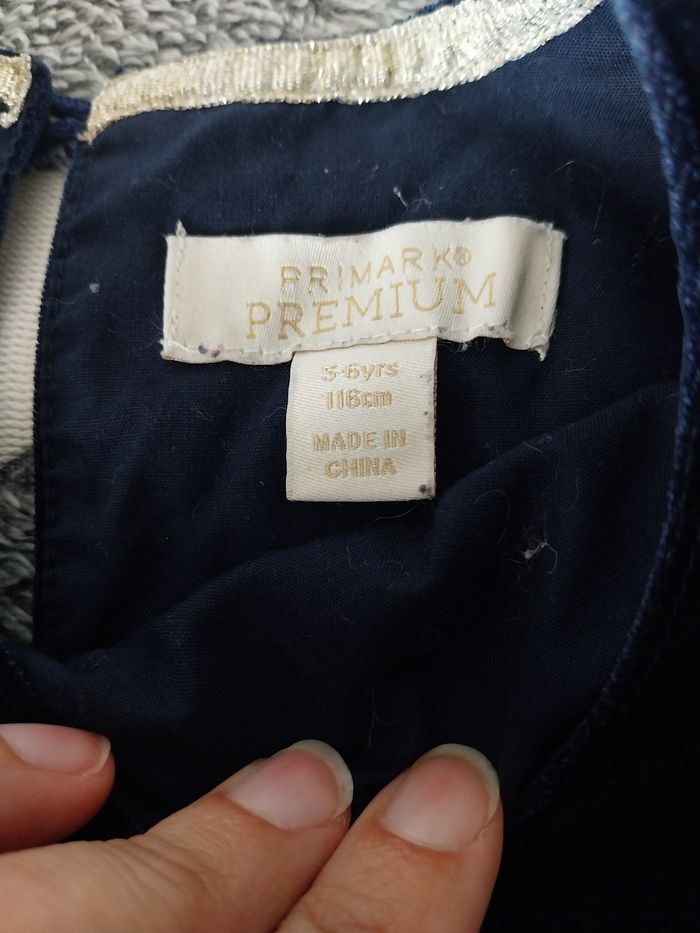 PRIMARK®
PREMIUM
5-6yrs
116cm
MADE IN
CHINA